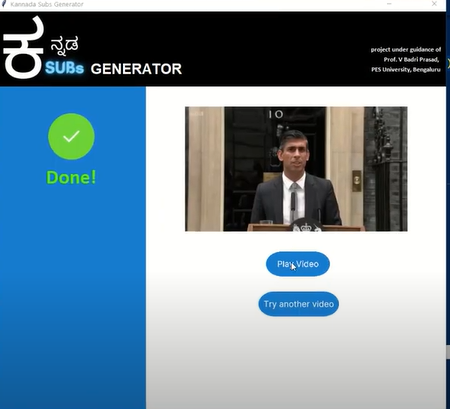 Kannada Subs Generator
ಕನ್ನಡ
SUBs GENERATOR
project under guidance of
Prof. V Badri Prasad,
PES University, Bengaluru
10
Done!
Play Video
Try another video